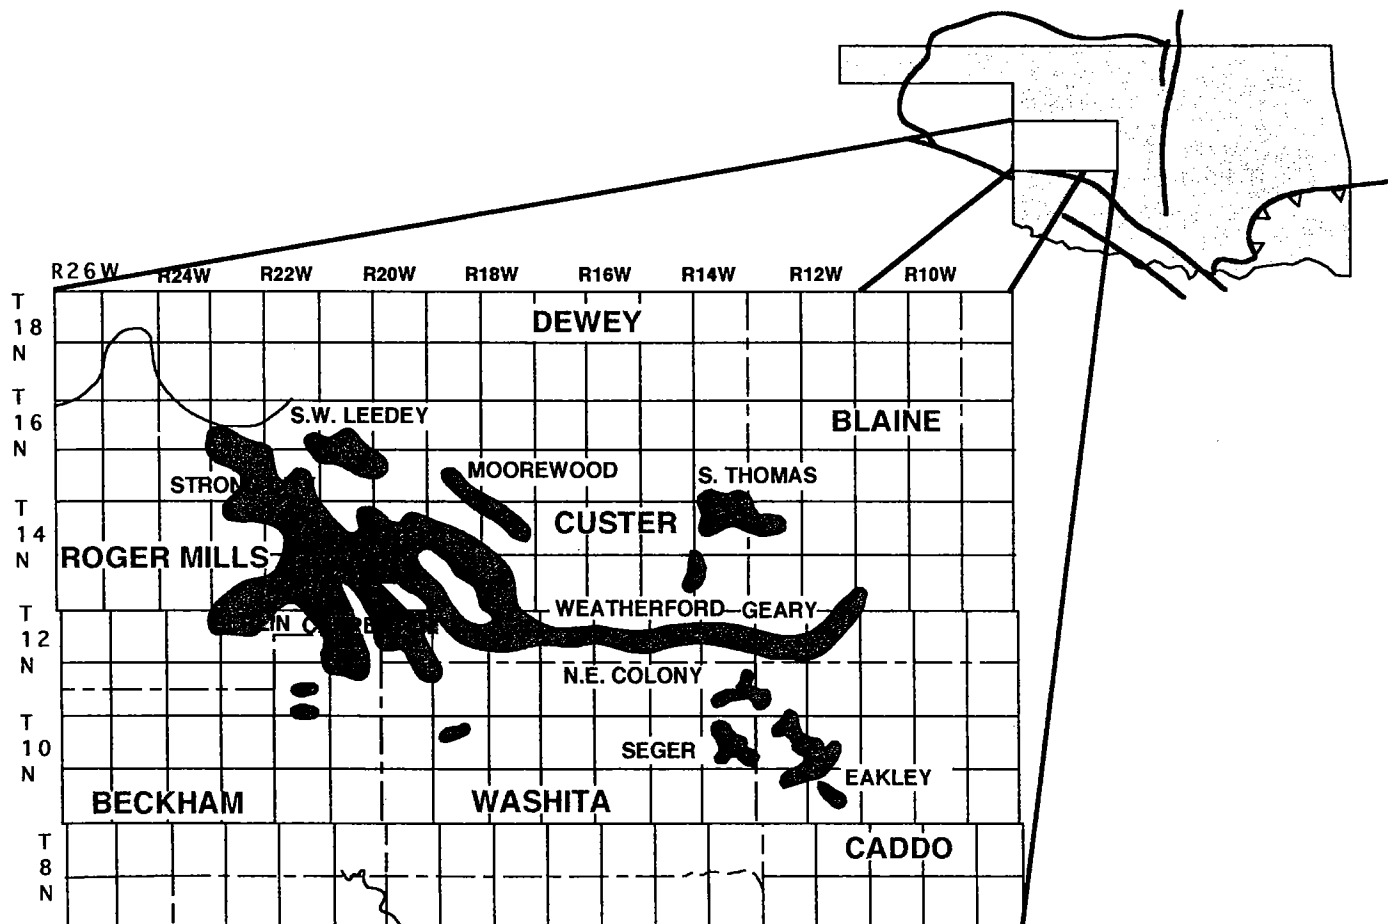 R26W R24W R22W R20W R18W R16W R14W R12W R10W
T
18
N
DEWEY
T
16
N
S.W. LEEDEY
BLAINE
MOOREWOOD
S. THOMAS
T
14
N
CUSTER
ROGER MILLS
T
12
N
WEATHERFORD GEARY
N.E. COLONY
T
10
N
SEGER
EAKLEY
BECKHAM
WASHITA
T
8
N
CADDO